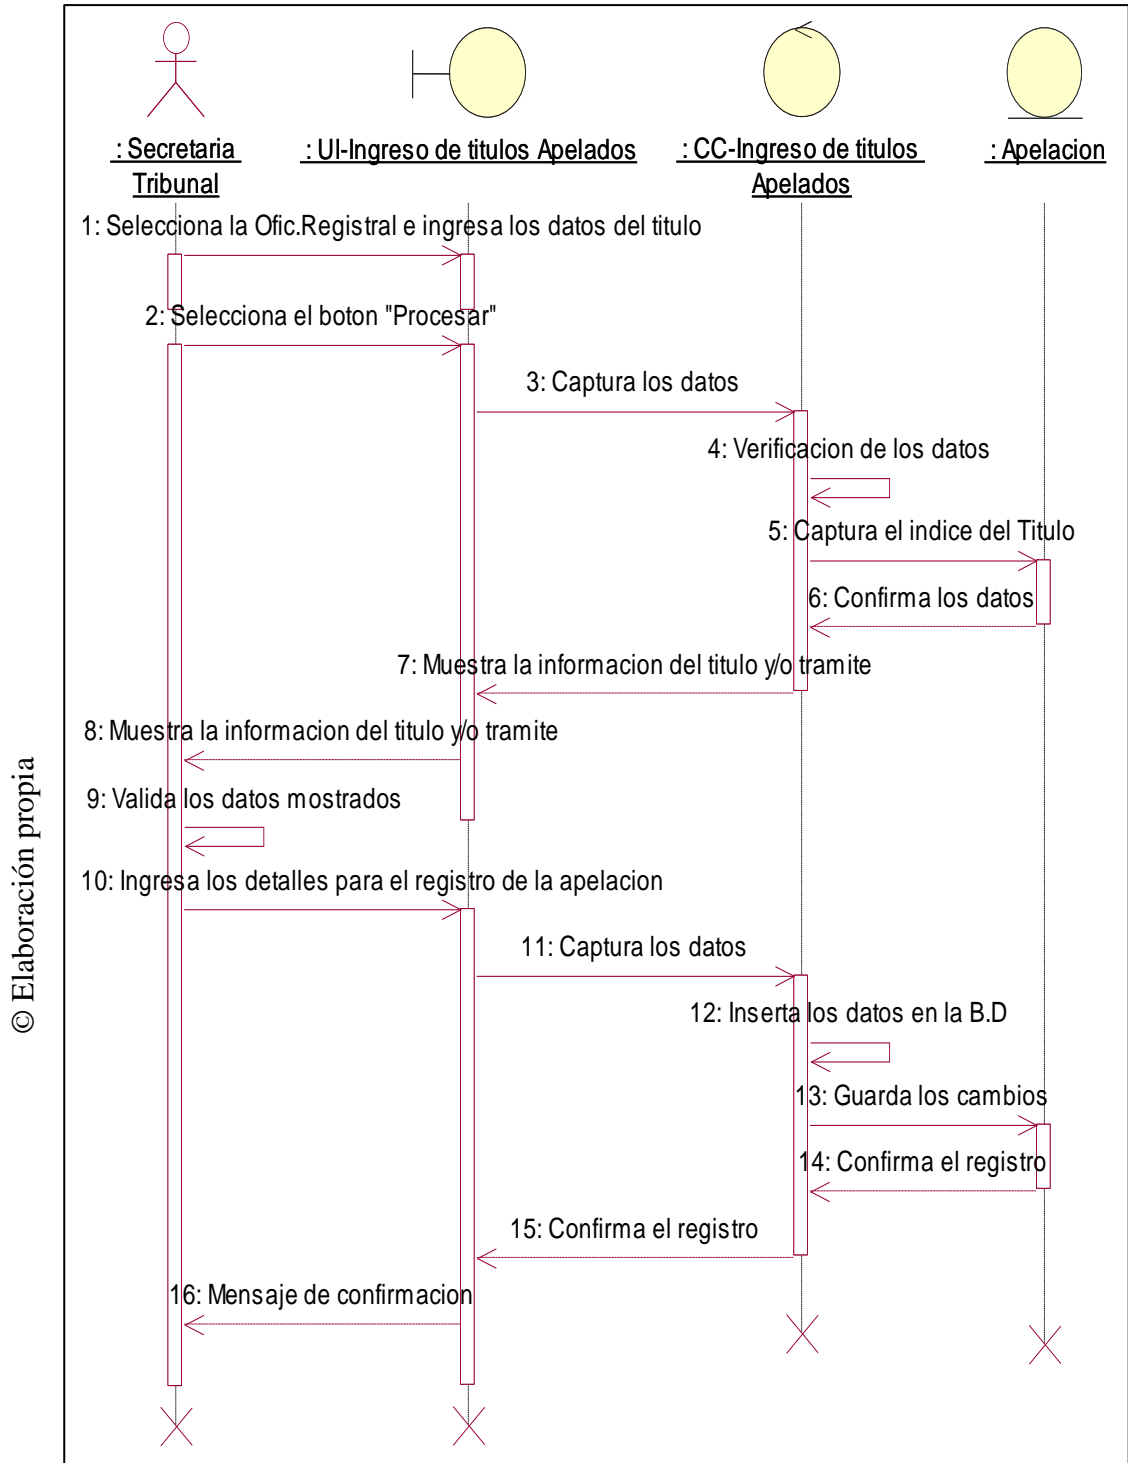 : Secretaria
Tribunal
: UI-Ingreso de titulos Apelados
: CC-Ingreso de titulos
Apelados
: Apelacion
1: Selecciona la Ofic.Registral e ingresa los datos del titulo
2: Selecciona el boton "Procesar"
3: Captura los datos
4: Verificacion de los datos
5: Captura el indice del Titulo
6: Confirma los datos
7: Muestra la informacion del titulo y/o tramite
8: Muestra la informacion del titulo y/o tramite
9: Valida los datos mostrados
10: Ingresa los detalles para el registro de la apelacion
11: Captura los datos
12: Inserta los datos en la B.D
13: Guarda los cambios
14: Confirma el registro
15: Confirma el registro
16: Mensaje de confirmacion
© Elaboración propia